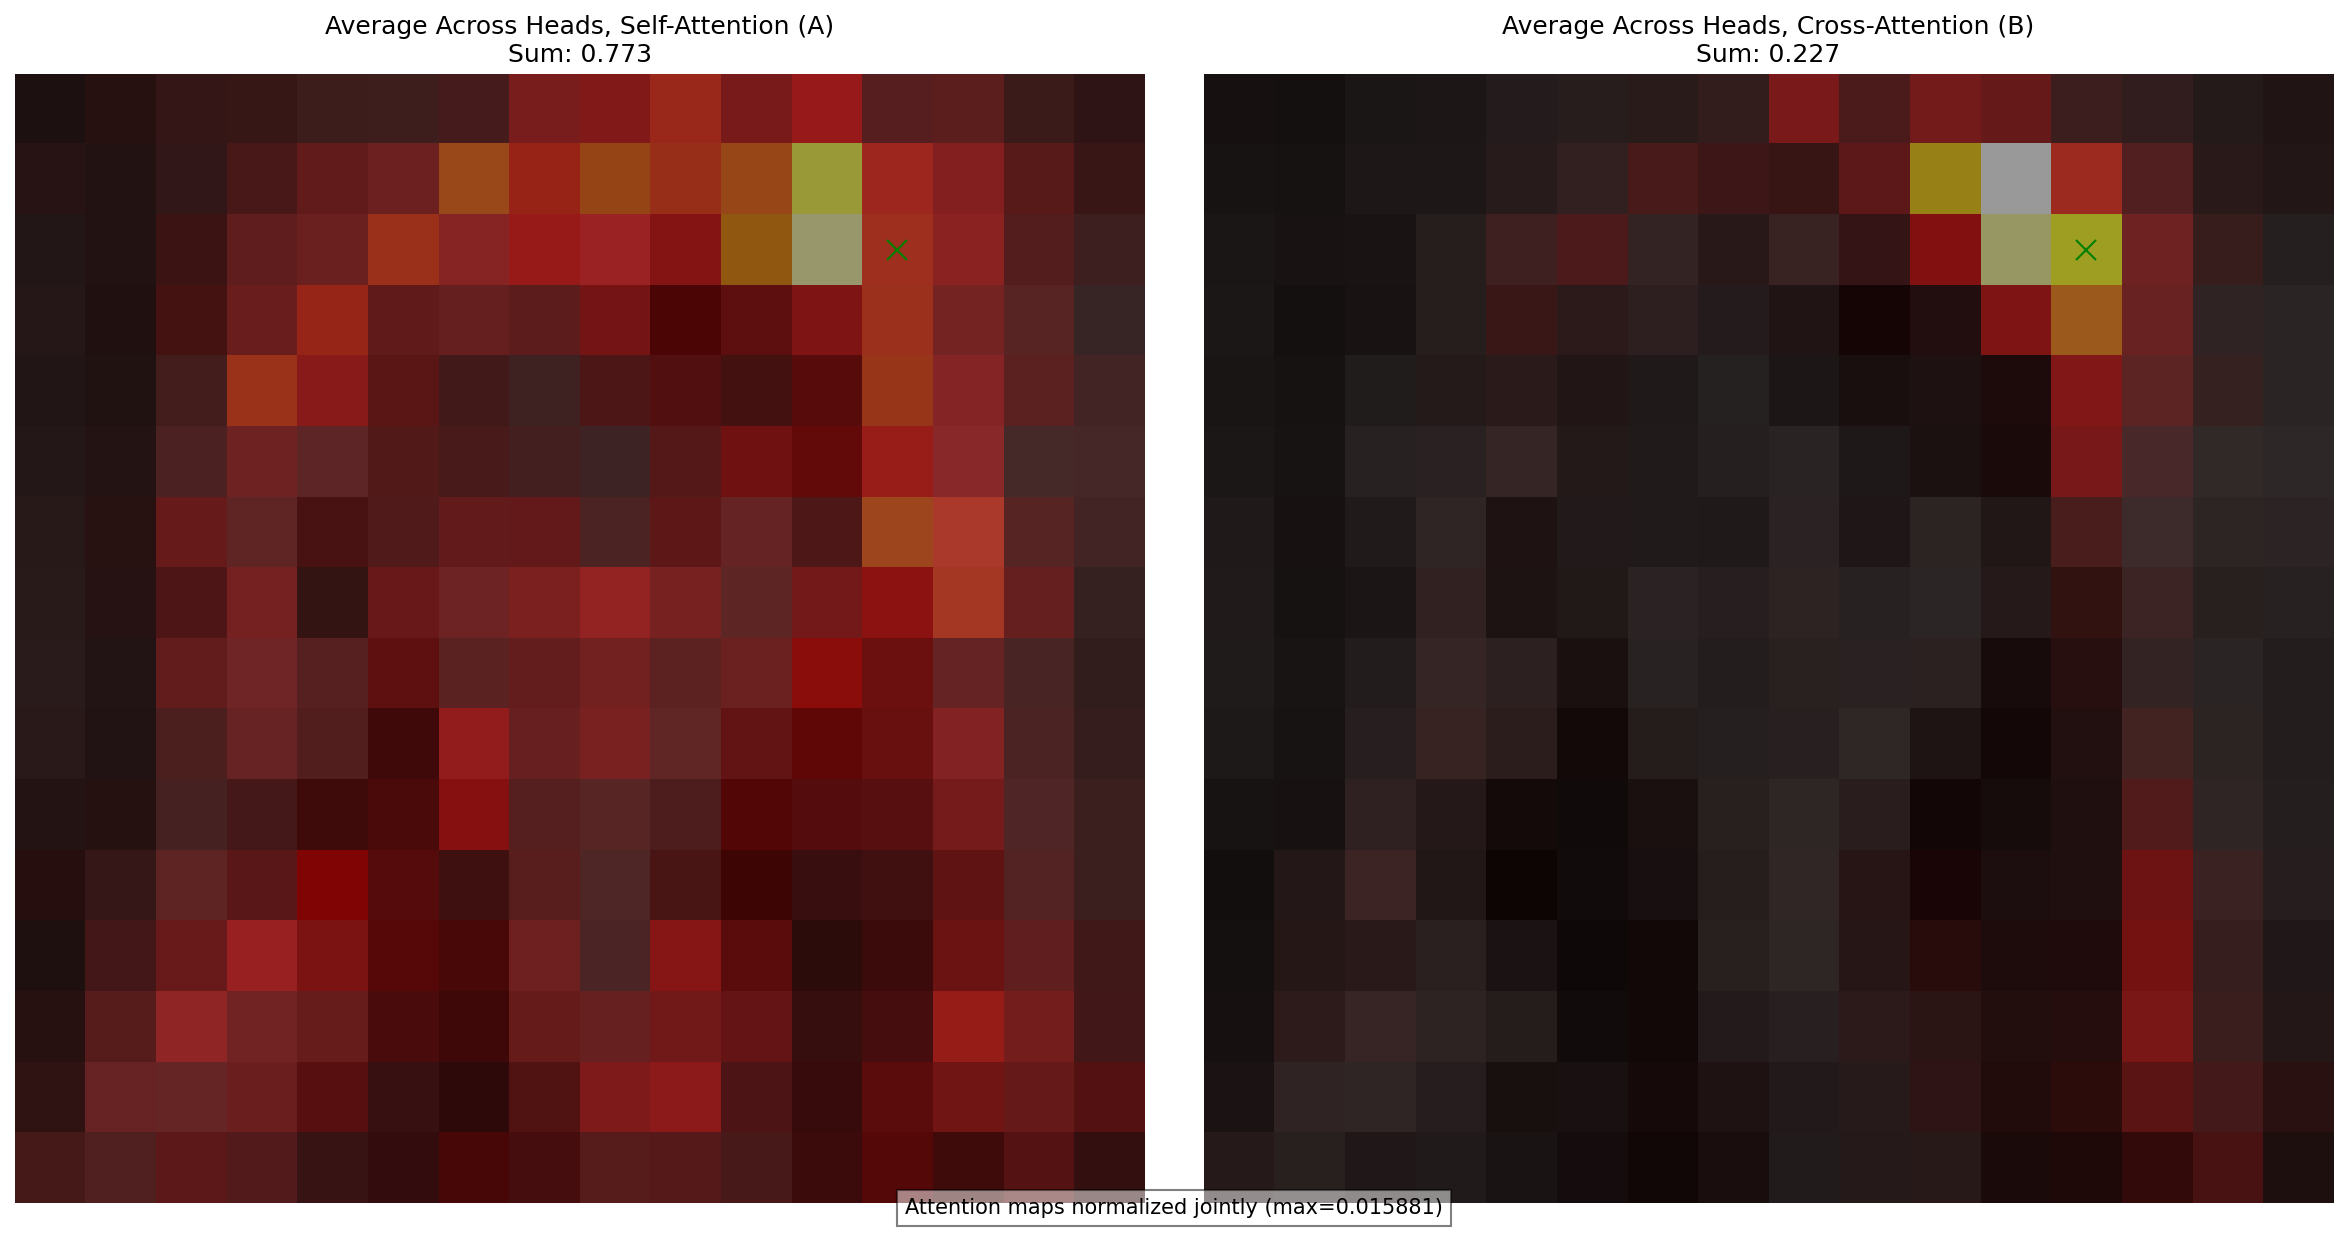 Average Across Heads, Self-Attention (A)
Sum: 0.773
Average Across Heads, Cross-Attention (B)
Sum: 0.227
Attention maps normalized jointly (max=0.015881)